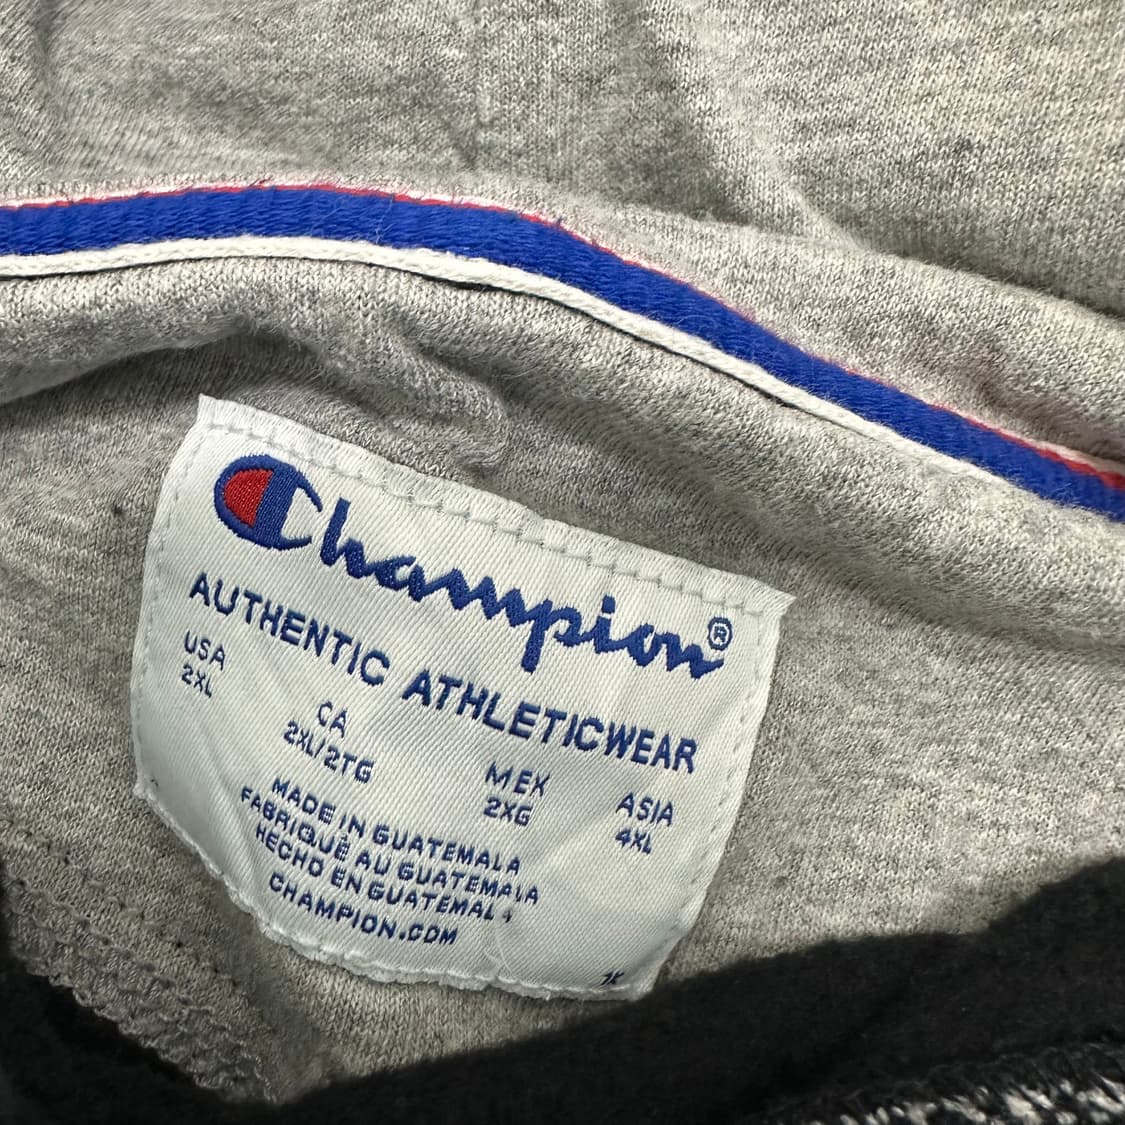 Champion®
AUTHENTIC ATHLETICWEAR
USA
2XL
CA
2XL/2TG
MEX
2XG
ASIA
4XL
MADE IN GUATEMALA
FABRIQUÉ AU GUATEMALA
HECHO EN GUATEMALA
CHAMPION.COM